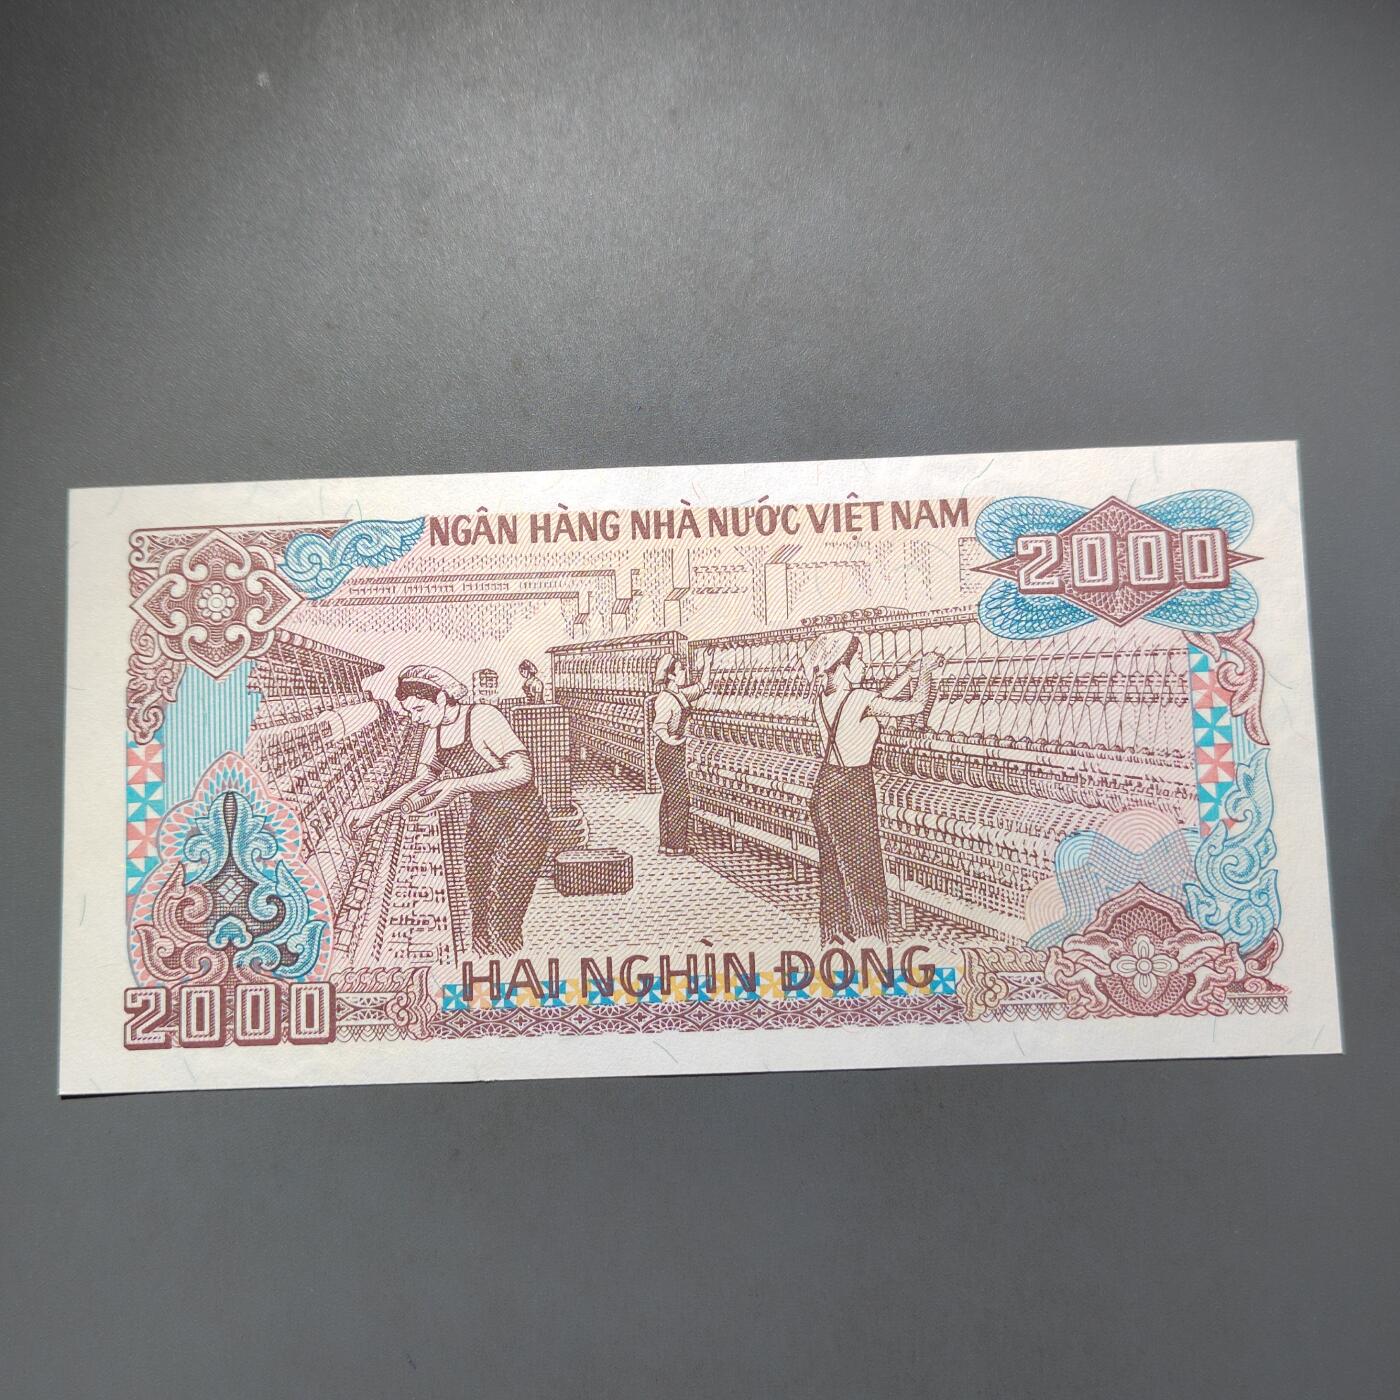 NGÂN HÀNG NHÀ NƯỚC VIỆT NAM
2000
HAI NGHÌN ĐỒNG
2000